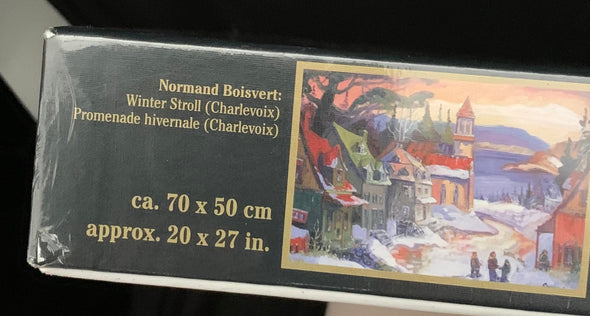 Normand Boisvert:
Winter Stroll (Charlevoix)
Promenade hivernale (Charlevoix)
ca. 70 x 50 cm
approx. 20 x 27 in.